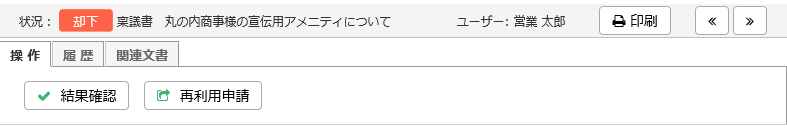 状況： 却下 稟議書　丸の内商事様の宣伝用アメニティについて ユーザー: 営業 太郎 印刷 « »
操 作 履 歴 関連文書
結果確認 再利用申請